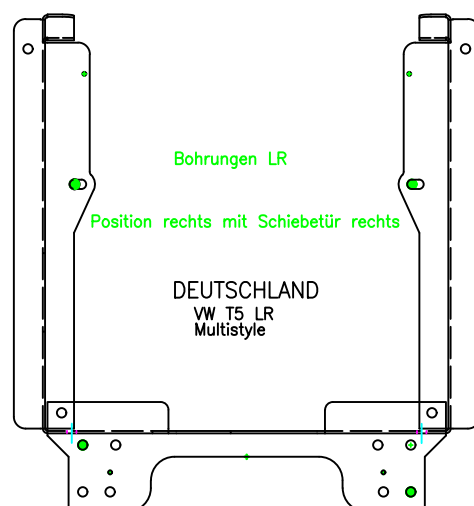 Bohrungen LR
Position rechts mit Schiebetür rechts
DEUTSCHLAND
VW T5 LR
Multistyle